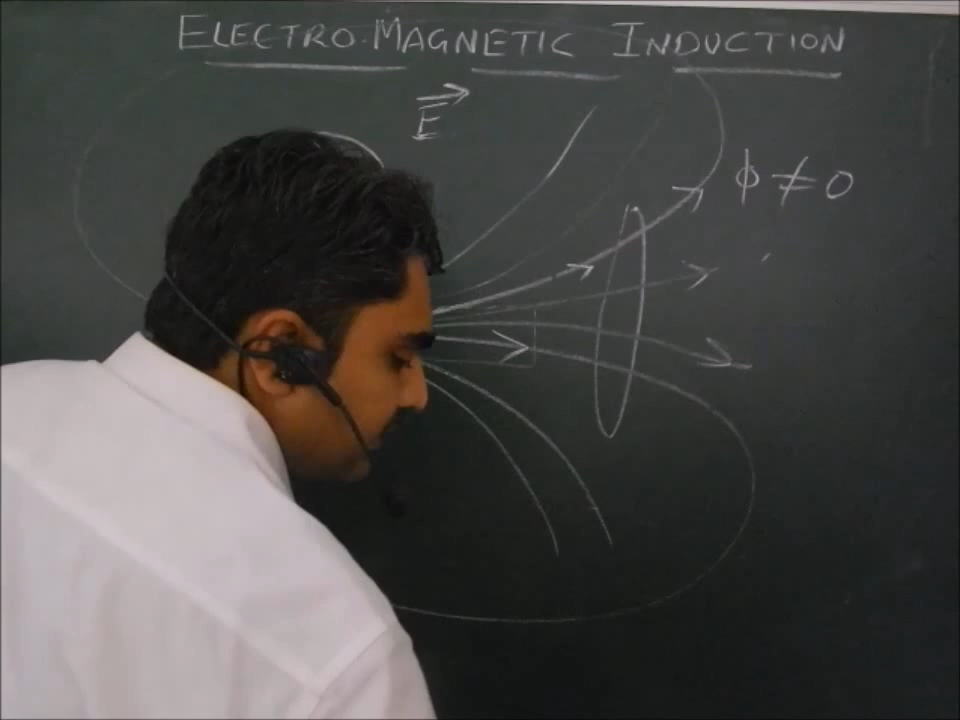 ELECTRO-MAGNETIC INDUCTION
E
ϕ ≠ 0